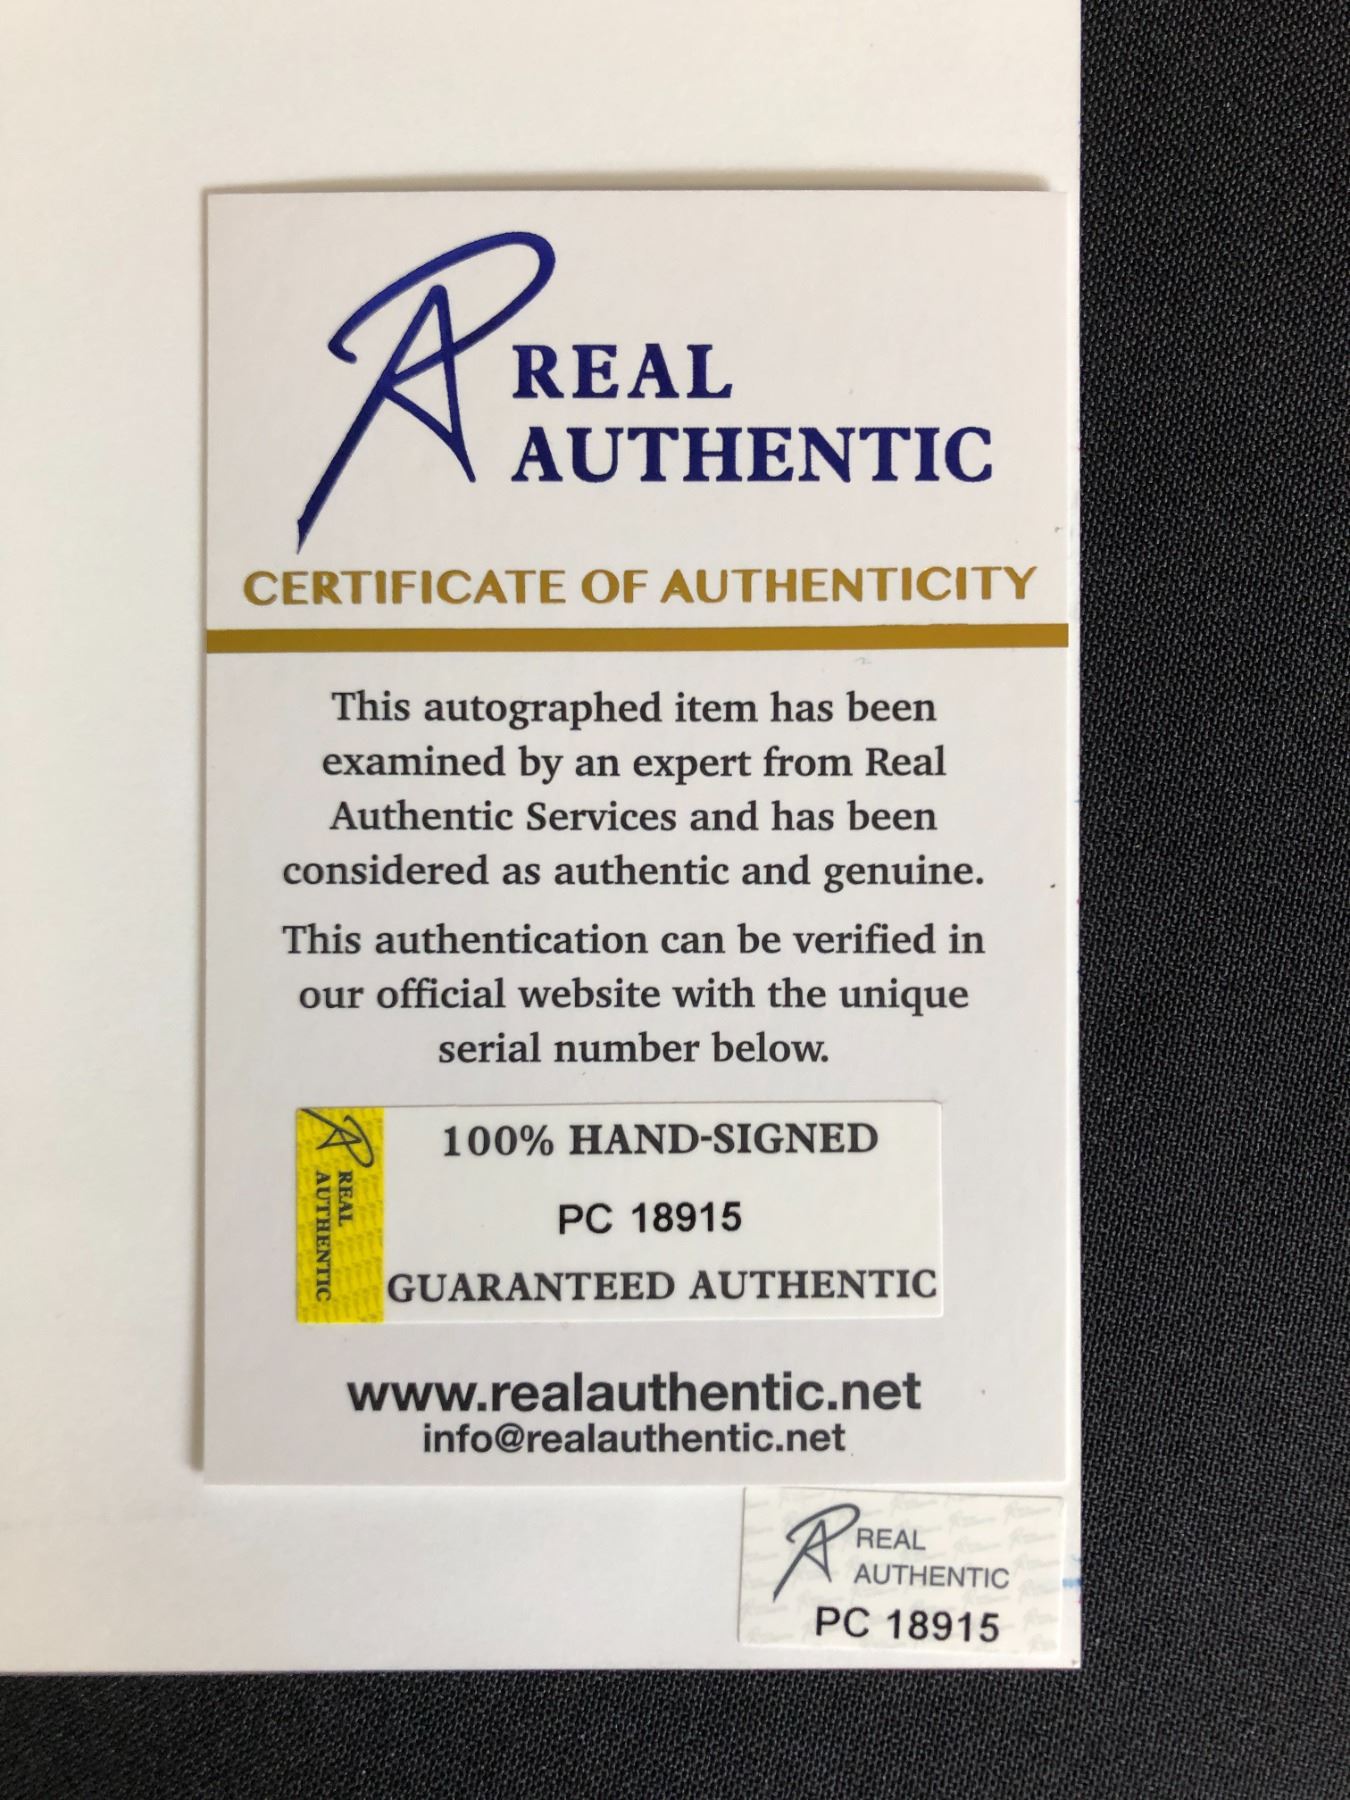 REAL
AUTHENTIC
CERTIFICATE OF AUTHENTICITY
This autographed item has been
examined by an expert from Real
Authentic Services and has been
considered as authentic and genuine.
This authentication can be verified in
our official website with the unique
serial number below.
REAL
AUTHENTIC
100% HAND-SIGNED
PC 18915
GUARANTEED AUTHENTIC
www.realauthentic.net
info@realauthentic.net
REAL
AUTHENTIC
PC 18915